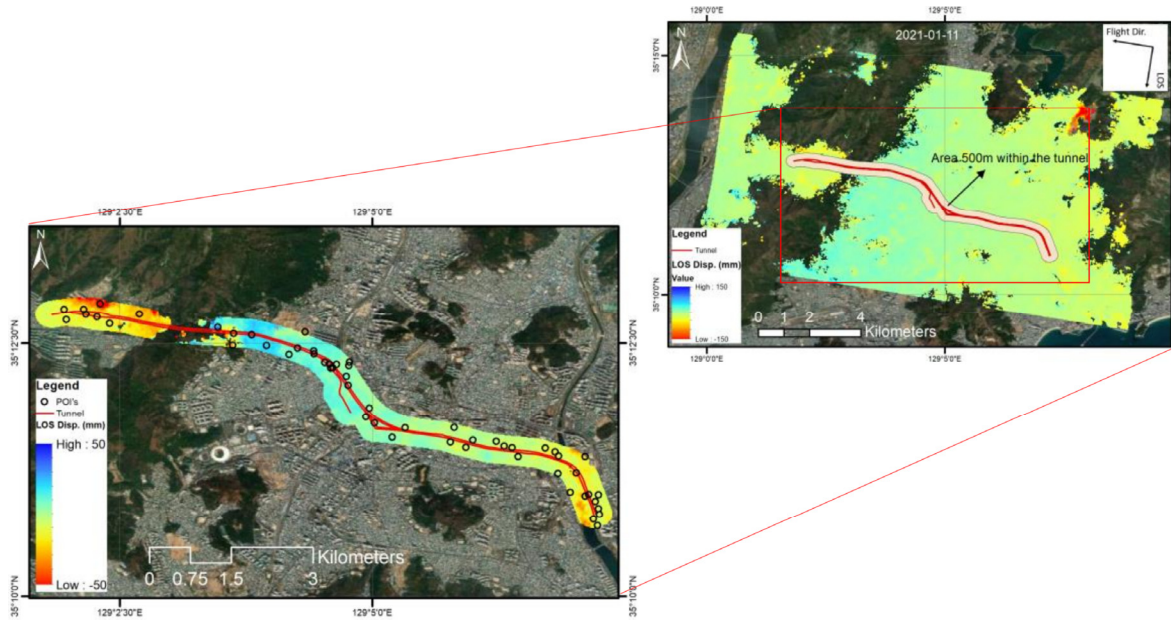 129°0'0"E
129°5'0"E
N
2021-01-11
Flight Dir.
LOS
35°15'0"N
Area 500m within the tunnel
Legend
Tunnel
LOS Disp. (mm)
Value
High : 150
Low : -150
0 1 2 4
Kilometers
35°10'0"N
129°0'0"E
129°5'0"E
129°2'30"E
129°5'0"E
N
35°12'30"N
35°12'30"N
Legend
POI's
Tunnel
LOS Disp. (mm)
High : 50
Low : -50
Kilometers
0 0.75 1.5 3
35°10'0"N
35°10'0"N
129°2'30"E
129°5'0"E